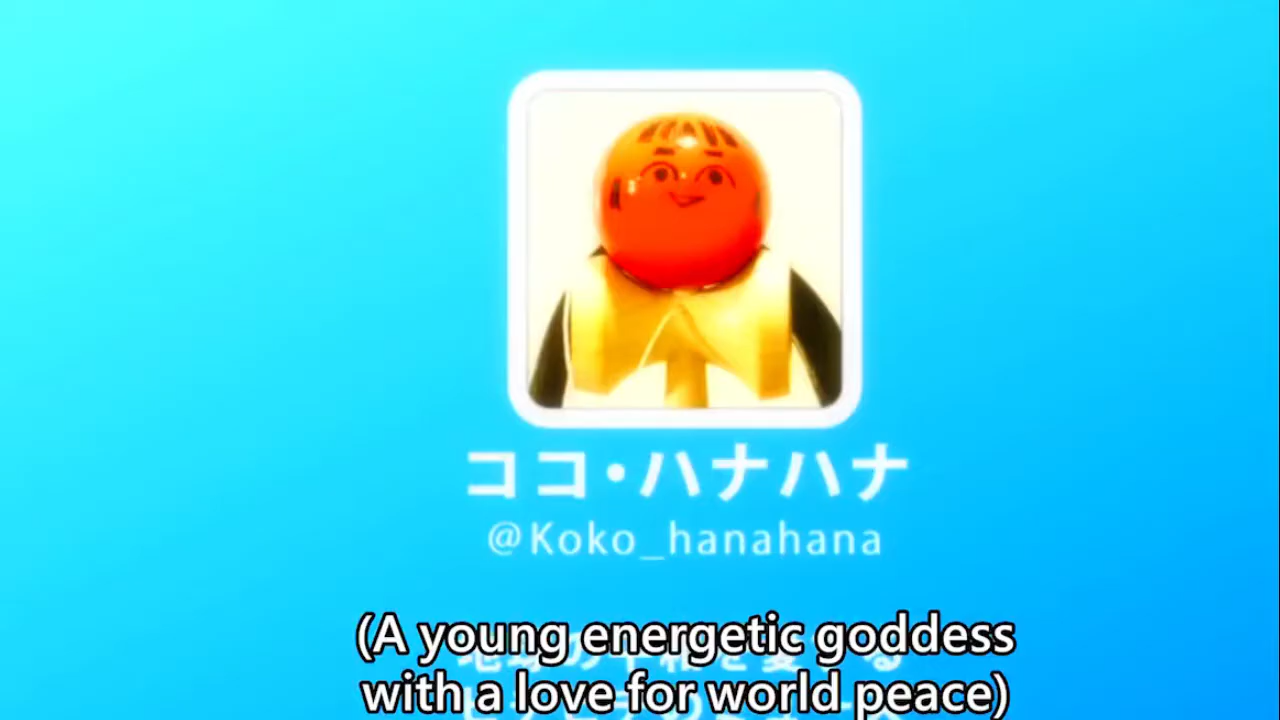 ココ・ハナハナ
@Koko_hanahana
(A young energetic goddess
with a love for world peace)